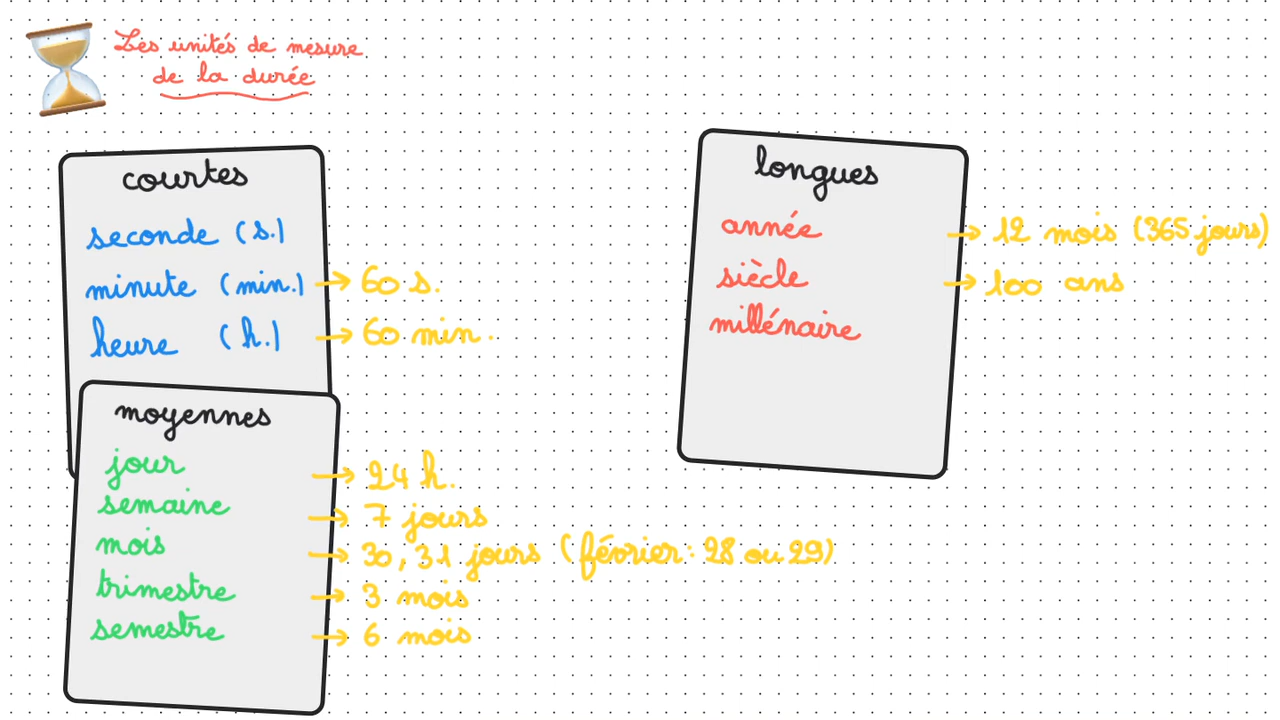 Les unités de mesure
de la durée
courtes
seconde (s.)
minute (min.) → 60 s.
heure (h.) → 60 min.
moyennes
jour → 24 h.
semaine → 7 jours
mois → 30, 31 jours (février : 28 ou 29)
trimestre → 3 mois
semestre → 6 mois
longues
année → 12 mois (365 jours)
siècle → 100 ans
millénaire